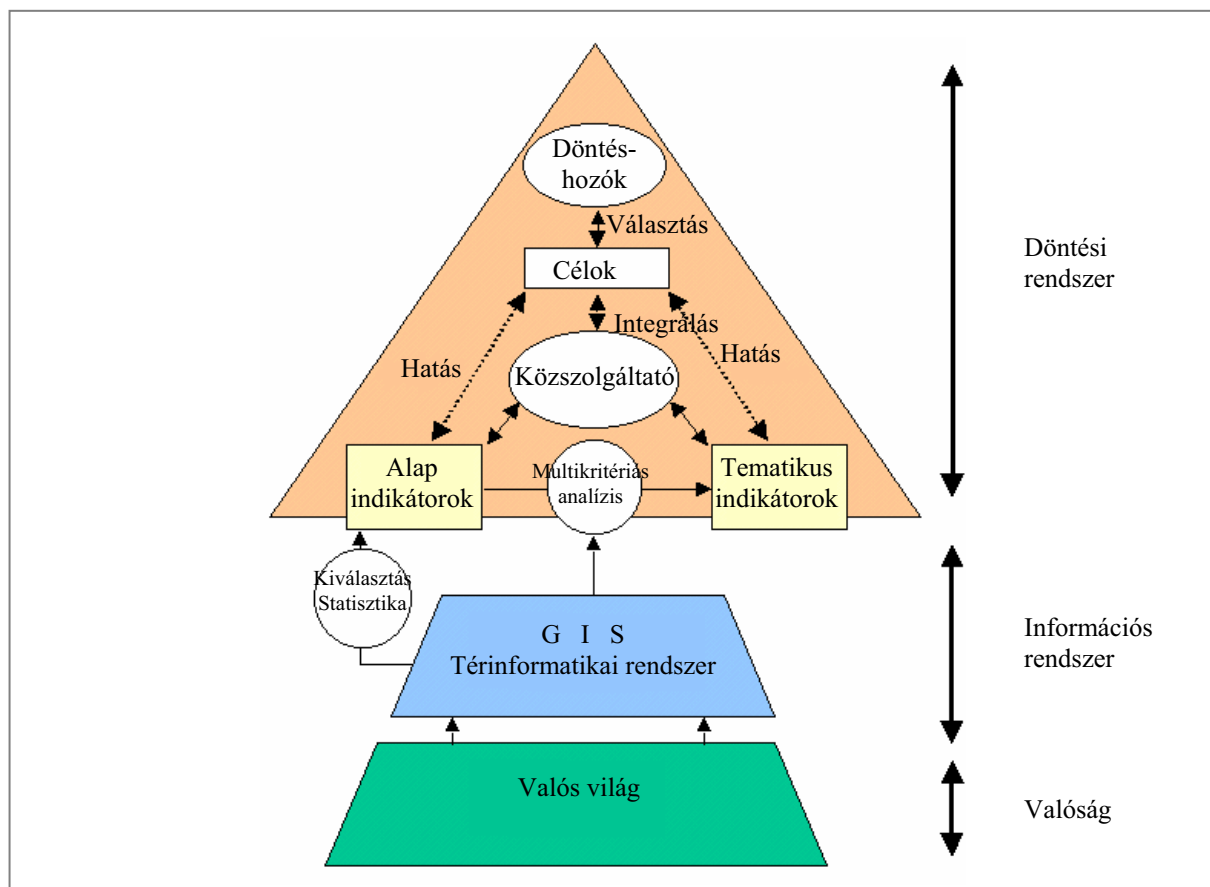 Döntés-
hozók
Választás
Célok
Integrálás
Hatás
Hatás
Közszolgáltató
Alap
indikátorok
Multikritériás
analízis
Tematikus
indikátorok
Kiválasztás
Statisztika
G I S
Térinformatikai rendszer
Valós világ
Döntési
rendszer
Információs
rendszer
Valóság